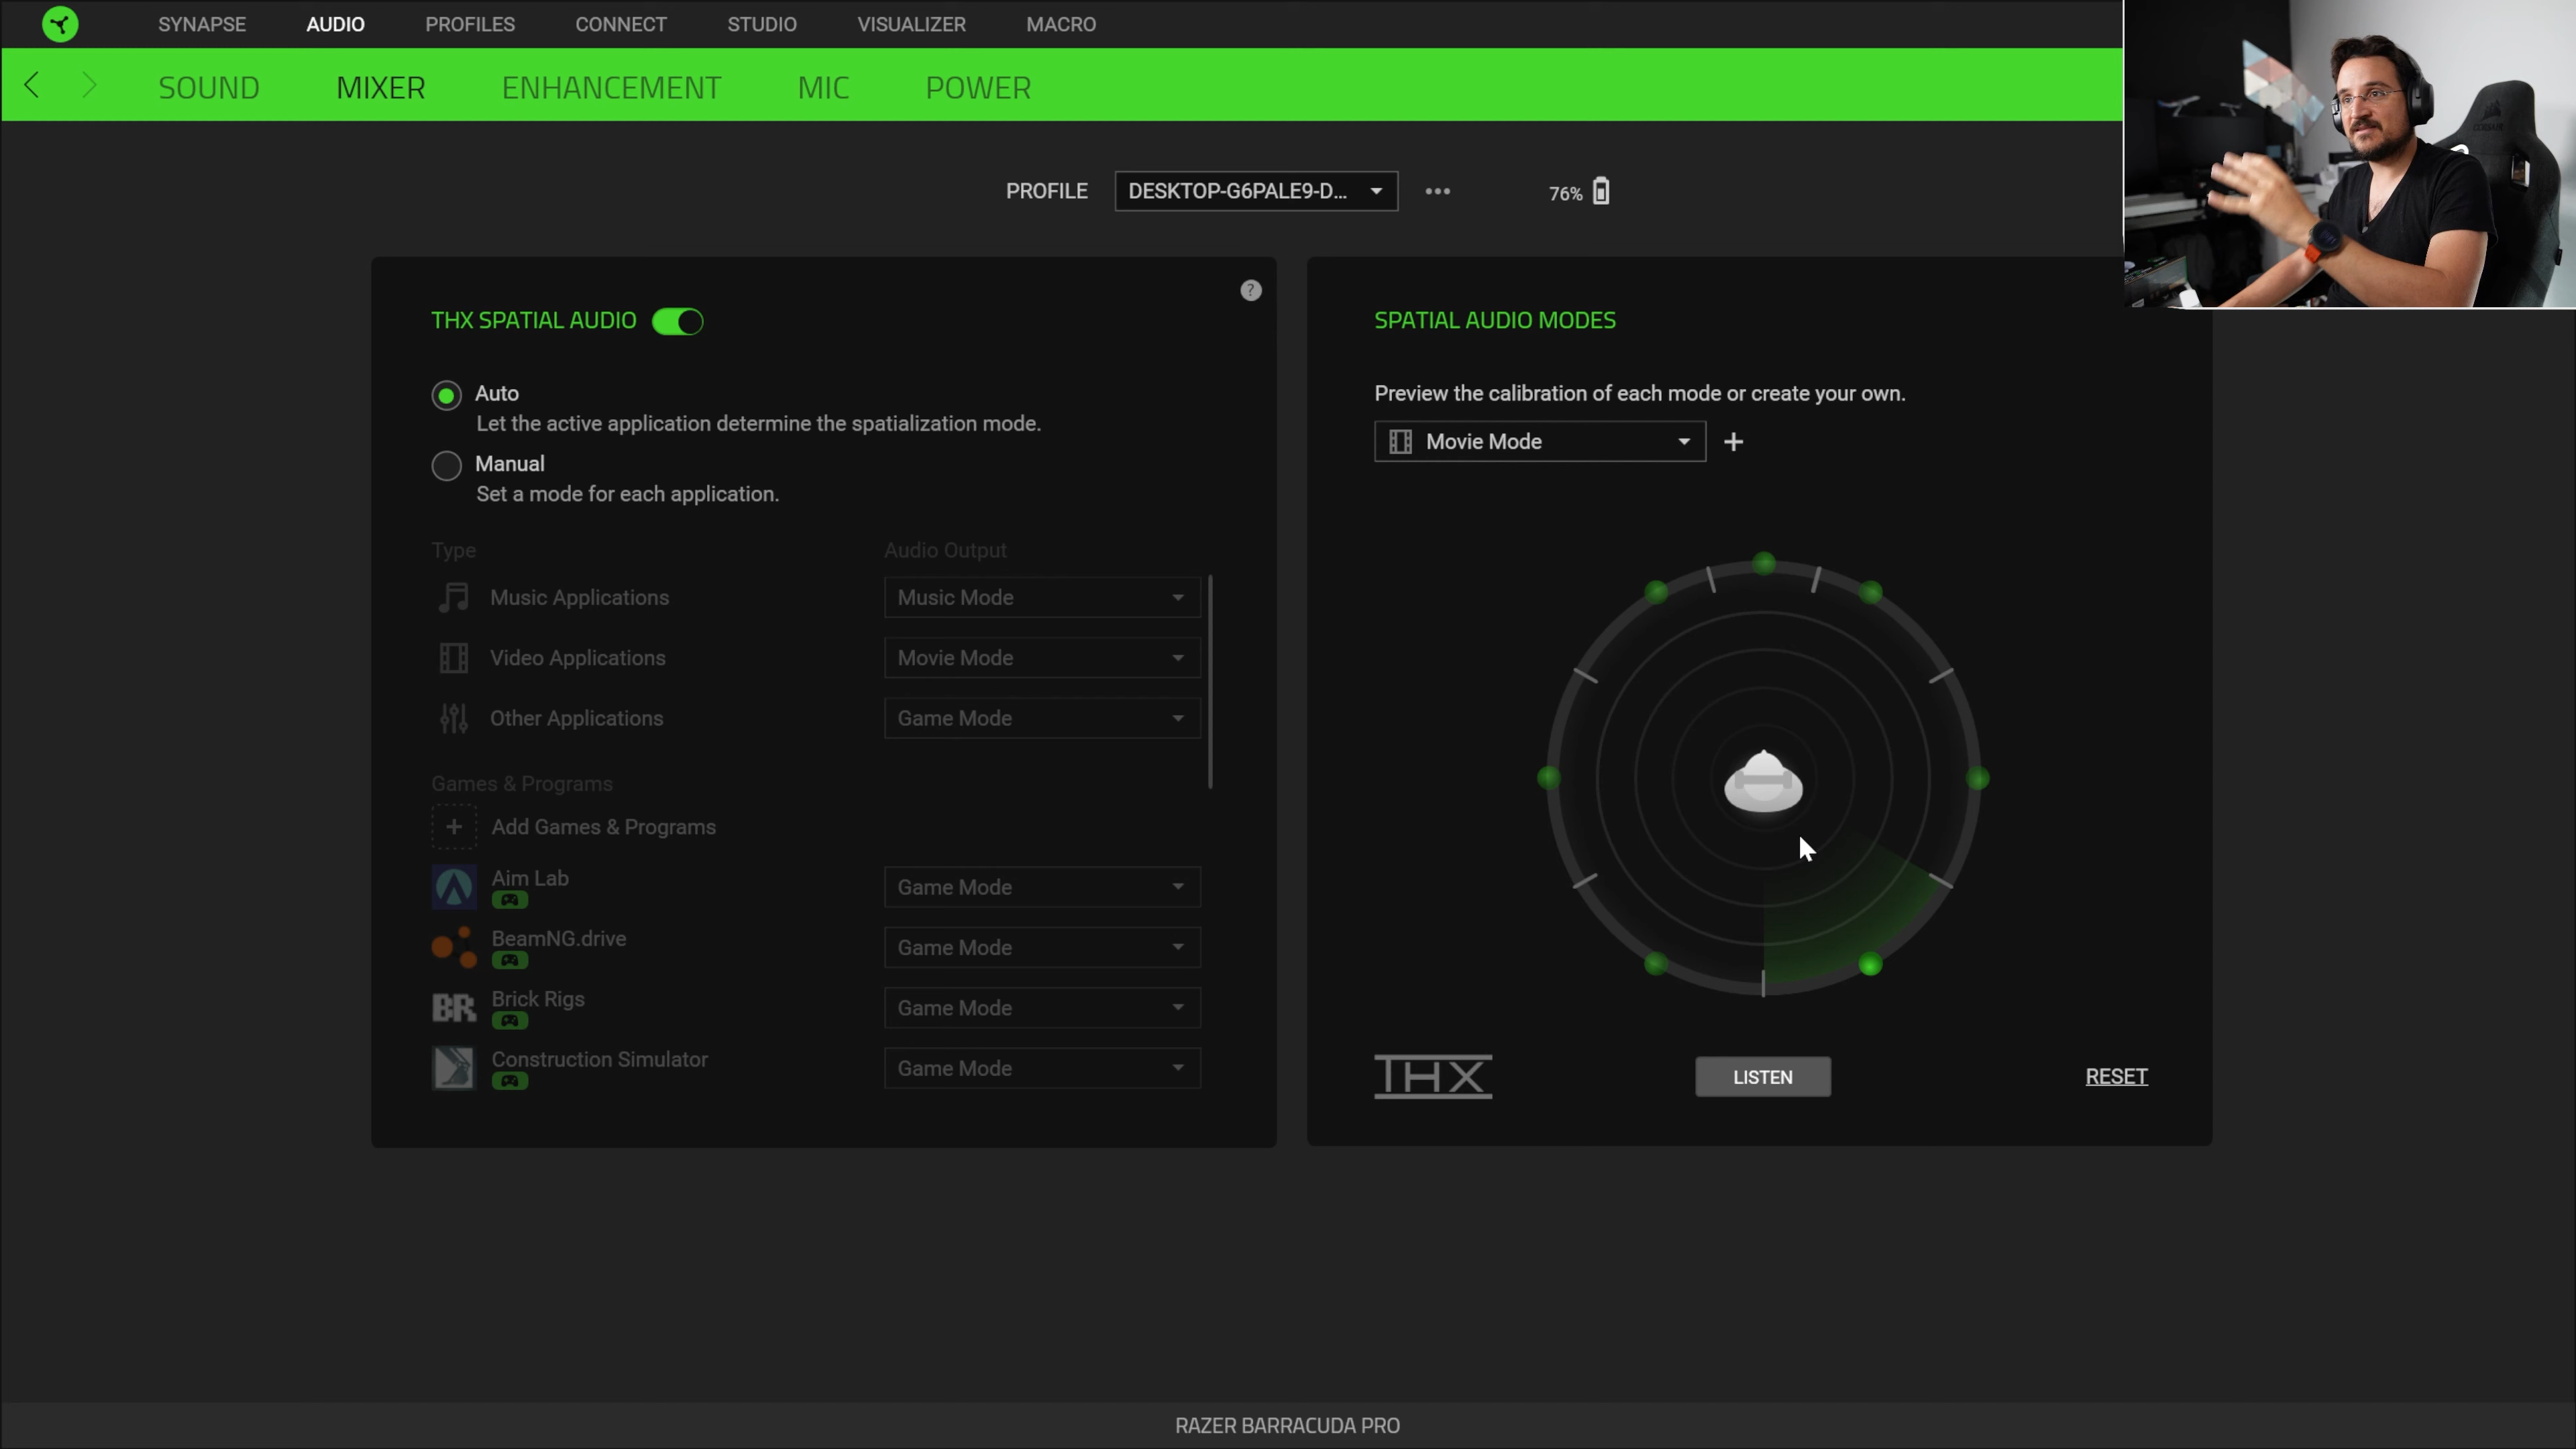 SYNAPSE AUDIO PROFILES CONNECT STUDIO VISUALIZER MACRO
SOUND MIXER ENHANCEMENT MIC POWER
PROFILE DESKTOP-G6PALE9-D... 76%
THX SPATIAL AUDIO
?
Auto
Let the active application determine the spatialization mode.
Manual
Set a mode for each application.
Type Audio Output
Music Applications Music Mode
Video Applications Movie Mode
Other Applications Game Mode
Games & Programs
Add Games & Programs
Aim Lab Game Mode
BeamNG.drive Game Mode
BR Brick Rigs Game Mode
Construction Simulator Game Mode
SPATIAL AUDIO MODES
Preview the calibration of each mode or create your own.
Movie Mode
THX LISTEN RESET
RAZER BARRACUDA PRO